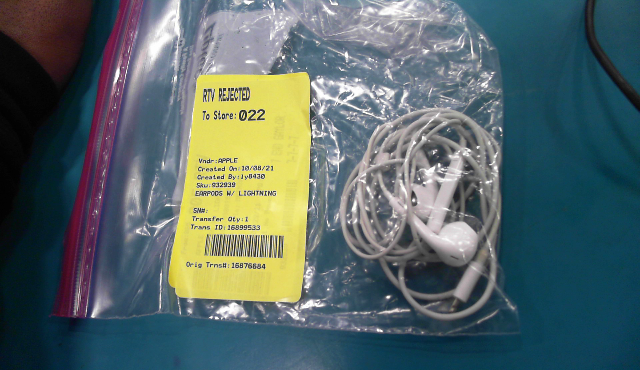 RTV REJECTED
To Store: 022
Vndr:APPLE
Created On:10/08/21
Created By:ly8430
Sku:932939
EARPODS W/ LIGHTNING
SN#:
Transfer Qty:1
Trans ID:16899533
Orig Trns#:16876684